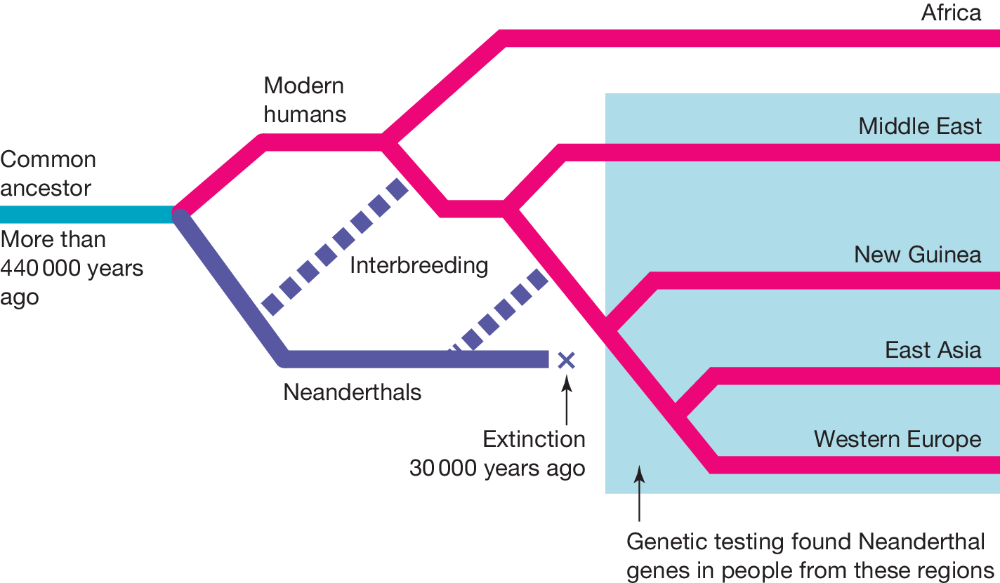 Africa
Modern
humans
Middle East
Common
ancestor
More than
440 000 years
ago
Interbreeding
New Guinea
East Asia
Neanderthals
Extinction
30 000 years ago
Western Europe
Genetic testing found Neanderthal
genes in people from these regions